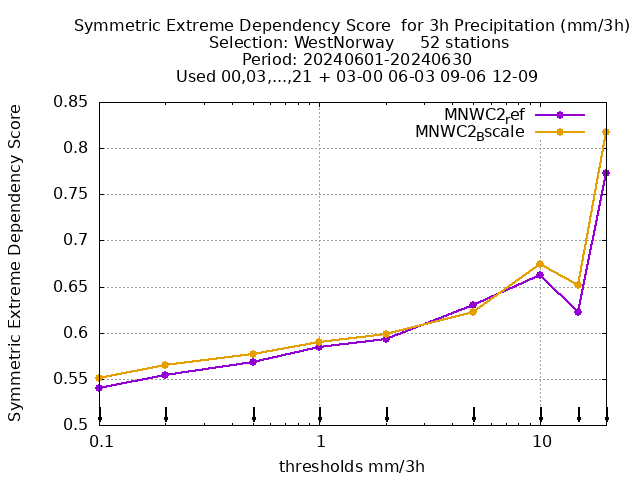 Symmetric Extreme Dependency Score  for 3h Precipitation (mm/3h)
Selection: WestNorway     52 stations
Period: 20240601-20240630
Used 00,03,...,21 + 03-00 06-03 09-06 12-09
MNWC2ref
MNWC2Bscale
Symmetric Extreme Dependency Score
0.85
0.8
0.75
0.7
0.65
0.6
0.55
0.5
0.1
1
10
thresholds mm/3h